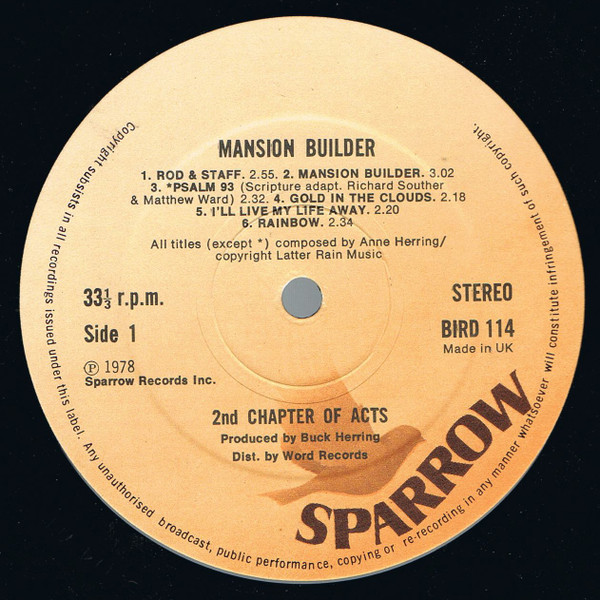 MANSION BUILDER
1. ROD & STAFF. 2.55. 2. MANSION BUILDER. 3.02
3. *PSALM 93 (Scripture adapt. Richard Souther
& Matthew Ward) 2.32. 4. GOLD IN THE CLOUDS. 2.18
5. I'LL LIVE MY LIFE AWAY. 2.20
6. RAINBOW. 2.34
All titles (except *) composed by Anne Herring/
copyright Latter Rain Music
33⅓ r.p.m.
Side 1
Ⓟ 1978
Sparrow Records Inc.
STEREO
BIRD 114
Made in UK
2nd CHAPTER OF ACTS
Produced by Buck Herring
Dist. by Word Records
SPARROW
Copyright subsists in all recordings issued under this label. Any unauthorised broadcast, public performance, copying or re-recording in any manner whatsoever will constitute infringement of such copyright.